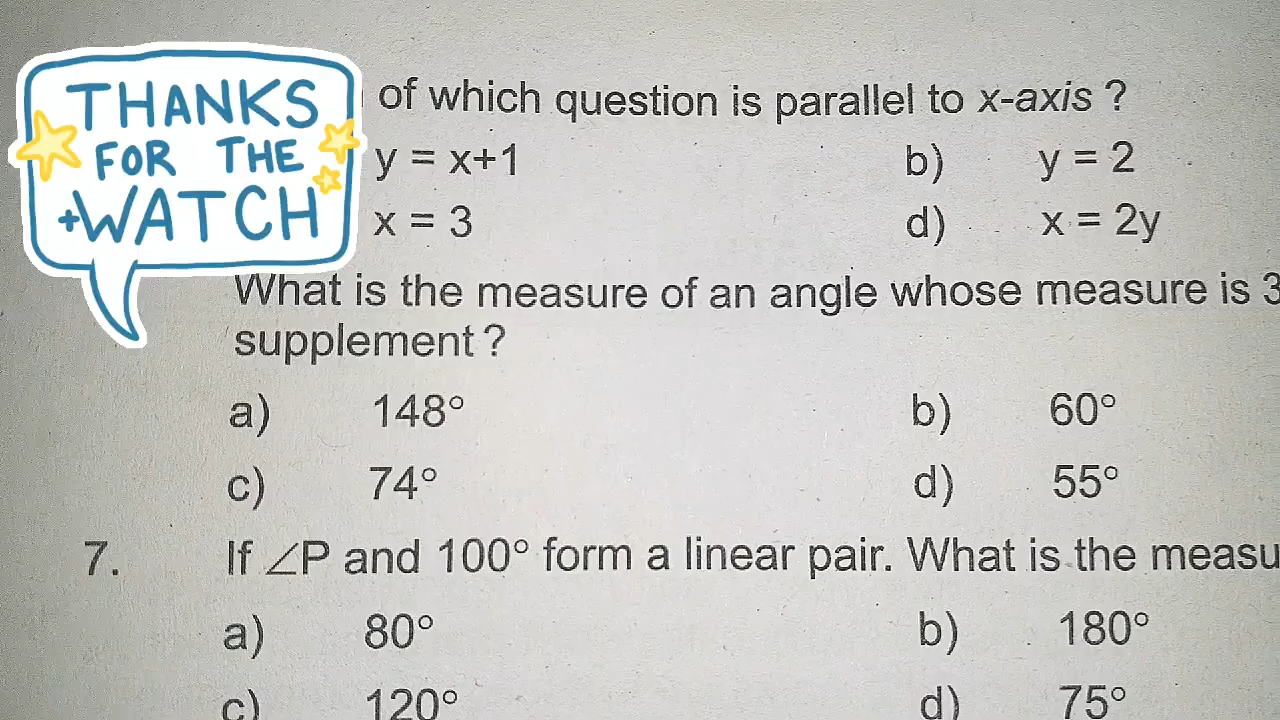 THANKS
FOR THE
WATCH
of which question is parallel to x-axis ?
y = x+1 b) y = 2
x = 3 d) x = 2y
What is the measure of an angle whose measure is 3
supplement ?
a) 148° b) 60°
c) 74° d) 55°
7. If ∠P and 100° form a linear pair. What is the measu
a) 80° b) 180°
c) 120° d) 75°